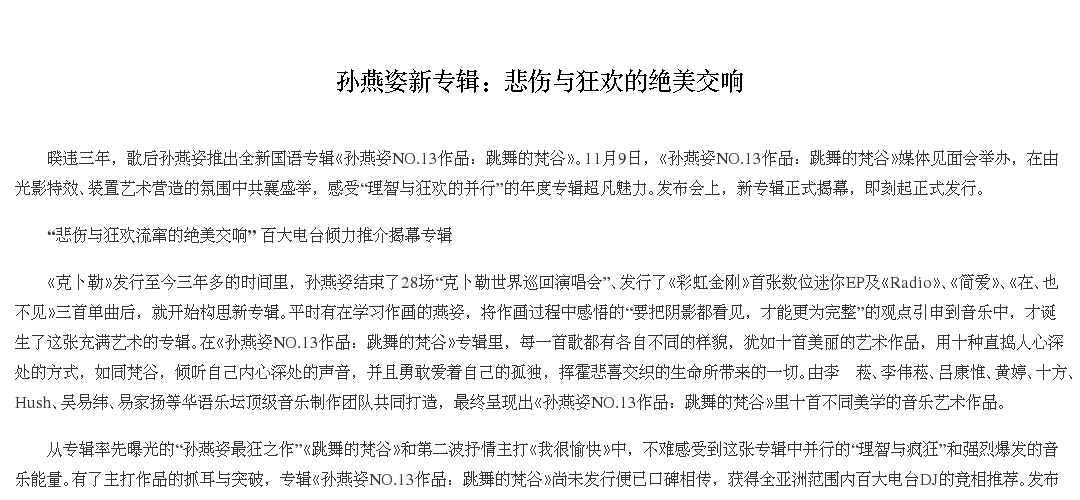 孙燕姿新专辑：悲伤与狂欢的绝美交响
暌违三年，歌后孙燕姿推出全新国语专辑《孙燕姿NO.13作品：跳舞的梵谷》。11月9日，《孙燕姿NO.13作品：跳舞的梵谷》媒体见面会举办，在由
光影特效、装置艺术营造的氛围中共襄盛举，感受“理智与狂欢的并行”的年度专辑超凡魅力。发布会上，新专辑正式揭幕，即刻起正式发行。
“悲伤与狂欢流窜的绝美交响” 百大电台倾力推介揭幕专辑
《克卜勒》发行至今三年多的时间里，孙燕姿结束了28场“克卜勒世界巡回演唱会”、发行了《彩虹金刚》首张数位迷你EP及《Radio》、《简爱》、《在、也
不见》三首单曲后，就开始构思新专辑。平时有在学习作画的燕姿，将作画过程中感悟的“要把阴影都看见，才能更为完整”的观点引申到音乐中，才诞
生了这张充满艺术的专辑。在《孙燕姿NO.13作品：跳舞的梵谷》专辑里，每一首歌都有各自不同的样貌，犹如十首美丽的艺术作品，用十种直捣人心深
处的方式，如同梵谷，倾听自己内心深处的声音，并且勇敢爱着自己的孤独，挥霍悲喜交织的生命所带来的一切。由李　菘、李伟菘、吕康惟、黄婷、十方、
Hush、吴易纬、易家扬等华语乐坛顶级音乐制作团队共同打造，最终呈现出《孙燕姿NO.13作品：跳舞的梵谷》里十首不同美学的音乐艺术作品。
从专辑率先曝光的“孙燕姿最狂之作”《跳舞的梵谷》和第二波抒情主打《我很愉快》中，不难感受到这张专辑中并行的“理智与疯狂”和强烈爆发的音
乐能量。有了主打作品的抓耳与突破，专辑《孙燕姿NO.13作品：跳舞的梵谷》尚未发行便已口碑相传，获得全亚洲范围内百大电台DJ的竞相推荐。发布